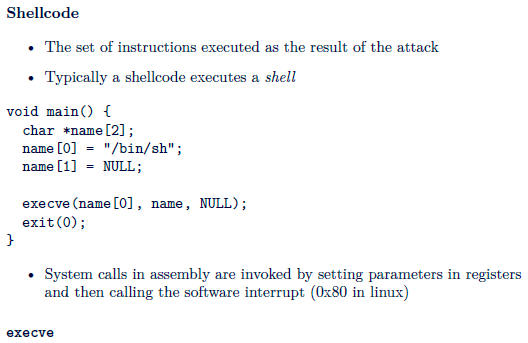 Shellcode
• The set of instructions executed as the result of the attack
• Typically a shellcode executes a shell
void main() {
  char *name[2];
  name[0] = "/bin/sh";
  name[1] = NULL;

  execve(name[0], name, NULL);
  exit(0);
}
• System calls in assembly are invoked by setting parameters in registers
and then calling the software interrupt (0x80 in linux)
execve